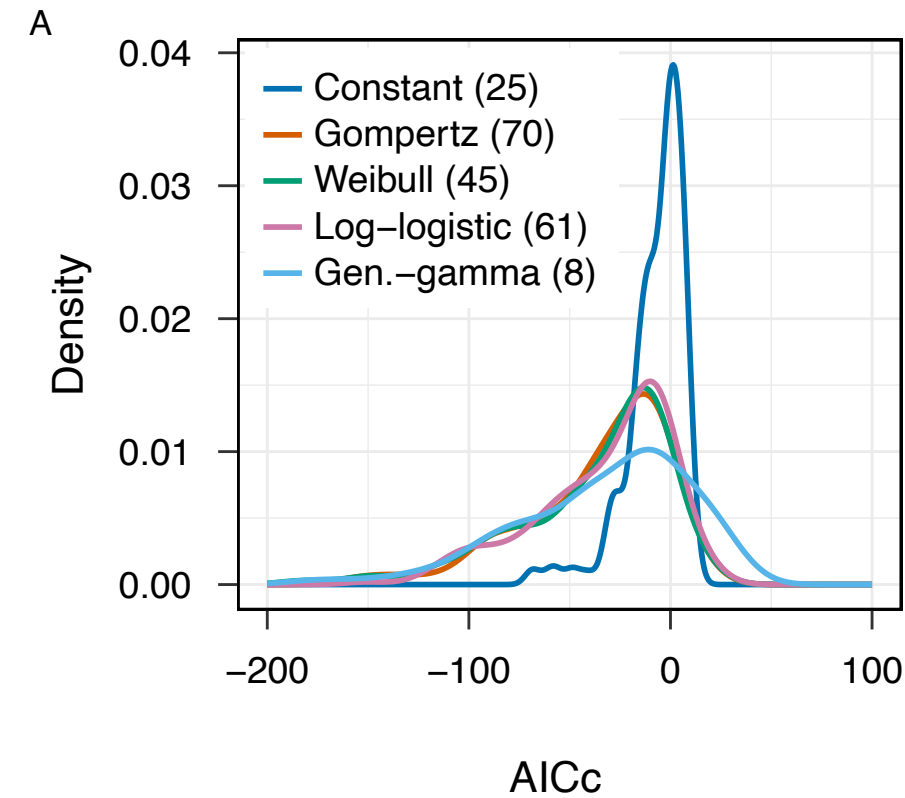 A
0.04
0.03
0.02
0.01
0.00
Density
Constant (25)
Gompertz (70)
Weibull (45)
Log−logistic (61)
Gen.−gamma (8)
−200 −100 0 100
AICc